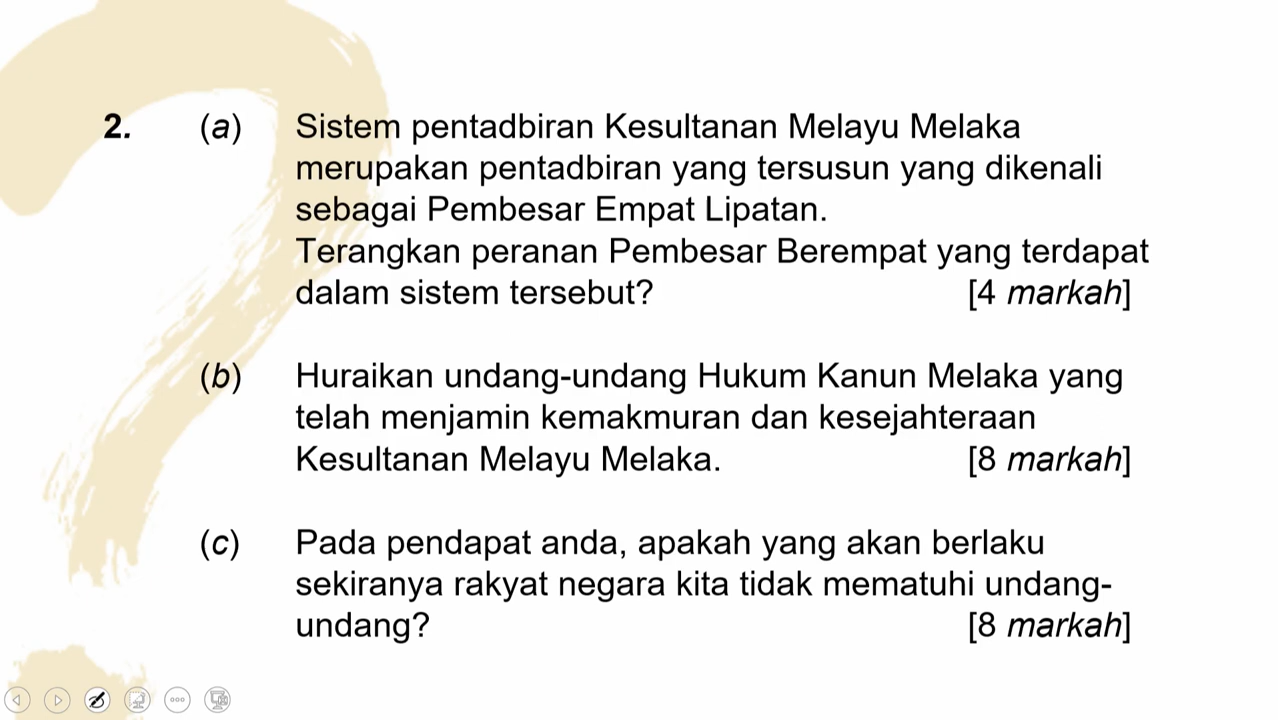 2. (a) Sistem pentadbiran Kesultanan Melayu Melaka
merupakan pentadbiran yang tersusun yang dikenali
sebagai Pembesar Empat Lipatan.
Terangkan peranan Pembesar Berempat yang terdapat
dalam sistem tersebut? [4 markah]
(b) Huraikan undang-undang Hukum Kanun Melaka yang
telah menjamin kemakmuran dan kesejahteraan
Kesultanan Melayu Melaka. [8 markah]
(c) Pada pendapat anda, apakah yang akan berlaku
sekiranya rakyat negara kita tidak mematuhi undang-
undang? [8 markah]